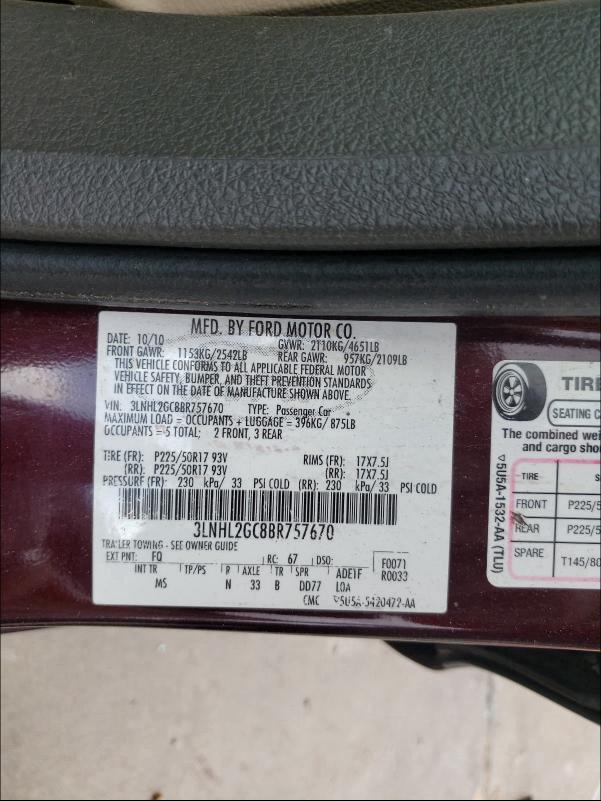 MFD. BY FORD MOTOR CO.
DATE: 10/10 GVWR: 2110KG/4651LB
FRONT GAWR: 1153KG/2542LB REAR GAWR: 957KG/2109LB
THIS VEHICLE CONFORMS TO ALL APPLICABLE FEDERAL MOTOR
VEHICLE SAFETY, BUMPER, AND THEFT PREVENTION STANDARDS
IN EFFECT ON THE DATE OF MANUFACTURE SHOWN ABOVE.
VIN: 3LNHL2GC8BR757670 TYPE: Passenger Car
MAXIMUM LOAD = OCCUPANTS + LUGGAGE = 396KG/875LB
OCCUPANTS = 5 TOTAL; 2 FRONT, 3 REAR
TIRE (FR): P225/50R17 93V RIMS (FR): 17X7.5J
(RR): P225/50R17 93V (RR): 17X7.5J
PRESSURE (FR): 230 kPa/ 33 PSI COLD (RR): 230 kPa/ 33 PSI COLD
3LNHL2GC8BR757670
TRAILER TOWING - SEE OWNER GUIDE
EXT PNT: FQ RC: 67 DSO: F0071
INT TR TP/PS R AXLE TR SPR ADE1F R0033
MS N 33 B DD77 L0A
CMC ▽5U5A-5420472-AA
▽5U5A-1532-AA (TLU)
TIRE
SEATING
The combined
and cargo
TIRE
FRONT P225/5
REAR P225/5
SPARE T145/80